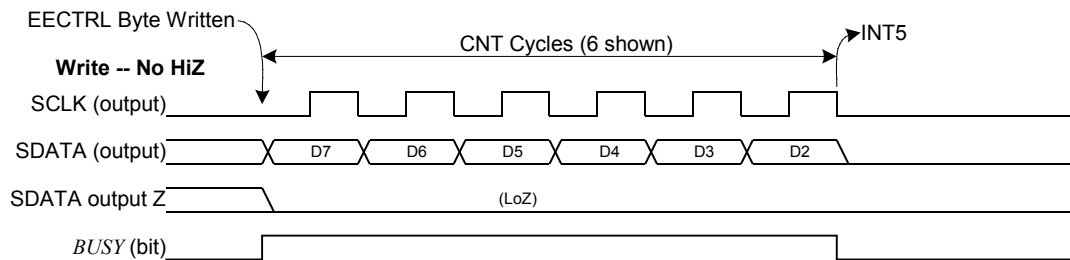 EECTRL Byte Written
CNT Cycles (6 shown)
INT5
Write -- No HiZ
SCLK (output)
SDATA (output)
D7 D6 D5 D4 D3 D2
SDATA output Z
(LoZ)
BUSY (bit)